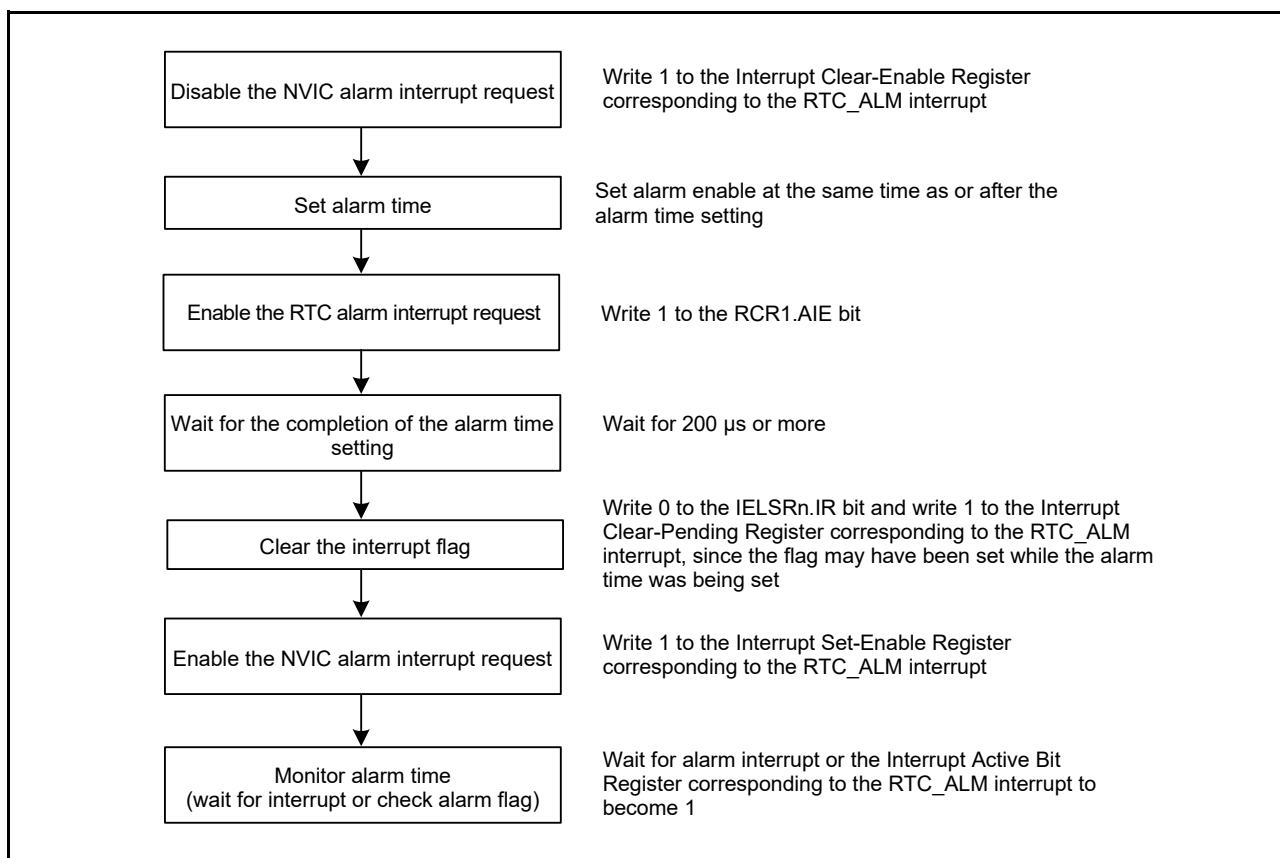 Disable the NVIC alarm interrupt request
Write 1 to the Interrupt Clear-Enable Register
corresponding to the RTC_ALM interrupt
Set alarm time
Set alarm enable at the same time as or after the
alarm time setting
Enable the RTC alarm interrupt request
Write 1 to the RCR1.AIE bit
Wait for the completion of the alarm time
setting
Wait for 200 µs or more
Clear the interrupt flag
Write 0 to the IELSRn.IR bit and write 1 to the Interrupt
Clear-Pending Register corresponding to the RTC_ALM
interrupt, since the flag may have been set while the alarm
time was being set
Enable the NVIC alarm interrupt request
Write 1 to the Interrupt Set-Enable Register
corresponding to the RTC_ALM interrupt
Monitor alarm time
(wait for interrupt or check alarm flag)
Wait for alarm interrupt or the Interrupt Active Bit
Register corresponding to the RTC_ALM interrupt to
become 1